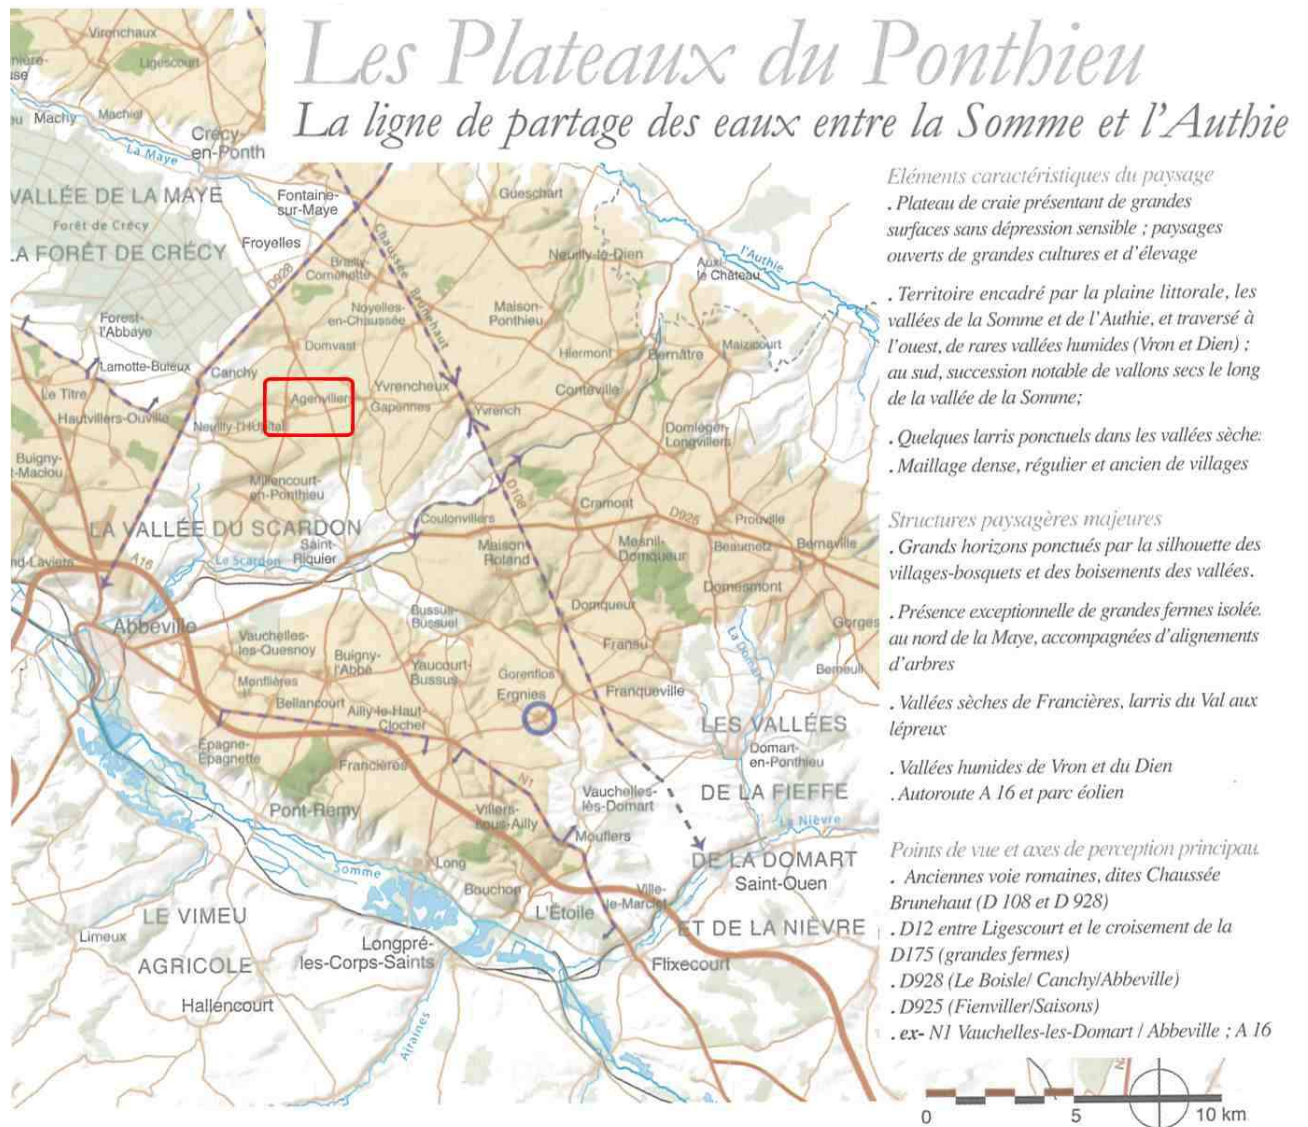 Les Plateaux du Ponthieu
La ligne de partage des eaux entre la Somme et l'Authie
Vironchaux
Ligescourt
Machy
Machiel
Crécy-
en-Ponth
La Maye
VALLÉE DE LA MAYE
Forêt de Crécy
LA FORÊT DE CRÉCY
Fontaine-
sur-Maye
Froyelles
D928
Chaussée
Brunehaut
Gueschart
Brailly-
Cornehotte
Neuilly-le-Dien
Auxi-
le Château
l'Authie
Noyelles-
en-Chaussée
Maison-
Ponthieu
Forest-
l'Abbaye
Domvast
Hiermont
Bernâtre
Maizicourt
Lamotte-Buleux
Canchy
Le Titre
Agenvillers
Yvrencheux
Conteville
Hautvillers-Ouville
Neuilly-l'Hôpital
Gapennes
Yvrench
Domléger-
Longvillers
Buigny-
t-Maclou
Millencourt-
en-Ponthieu
D108
Cramont
LA VALLÉE DU SCARDON
Coulonvillers
D925
Prouville
nd-Laviers
A16
Le Scardon
Saint-
Riquier
Maison-
Roland
Mesnil-
Domqueur
Beaumetz
Bernaville
Domesmont
Abbeville
Bussus-
Bussuel
Domqueur
Gorges
Vauchelles-
les-Quesnoy
Buigny-
l'Abbé
Yaucourt-
Bussus
Fransu
La Domart
Berneuil
Monflières
Gorenflos
Ergnies
Franqueville
Bellancourt
Ailly-le-Haut-
Clocher
LES VALLÉES
Épagne-
Épagnette
Francières
Domart-
en-Ponthieu
N1
Pont-Remy
Villers-
sous-Ailly
Vauchelles-
lès-Domart
DE LA FIEFFE
La Nièvre
Mouflers
Long
DE LA DOMART
Somme
Saint-Ouen
Bouchon
Ville-
le-Marclet
LE VIMEU
L'Étoile
ET DE LA NIÈVRE
Limeux
Longpré-
les-Corps-Saints
AGRICOLE
Flixecourt
Hallencourt
Airaines
Eléments caractéristiques du paysage
. Plateau de craie présentant de grandes
surfaces sans dépression sensible ; paysages
ouverts de grandes cultures et d'élevage
. Territoire encadré par la plaine littorale, les
vallées de la Somme et de l'Authie, et traversé à
l'ouest, de rares vallées humides (Vron et Dien) ;
au sud, succession notable de vallons secs le long
de la vallée de la Somme;
. Quelques larris ponctuels dans les vallées sèche
. Maillage dense, régulier et ancien de villages
Structures paysagères majeures
. Grands horizons ponctués par la silhouette des
villages-bosquets et des boisements des vallées.
. Présence exceptionnelle de grandes fermes isolée
au nord de la Maye, accompagnées d'alignements
d'arbres
. Vallées sèches de Francières, larris du Val aux
lépreux
. Vallées humides de Vron et du Dien
. Autoroute A 16 et parc éolien
Points de vue et axes de perception principau
. Anciennes voie romaines, dites Chaussée
Brunehaut (D 108 et D 928)
. D12 entre Ligescourt et le croisement de la
D175 (grandes fermes)
. D928 (Le Boisle/ Canchy/Abbeville)
. D925 (Fienviller/Saisons)
. ex- N1 Vauchelles-les-Domart / Abbeville ; A 16
0 5 10 km